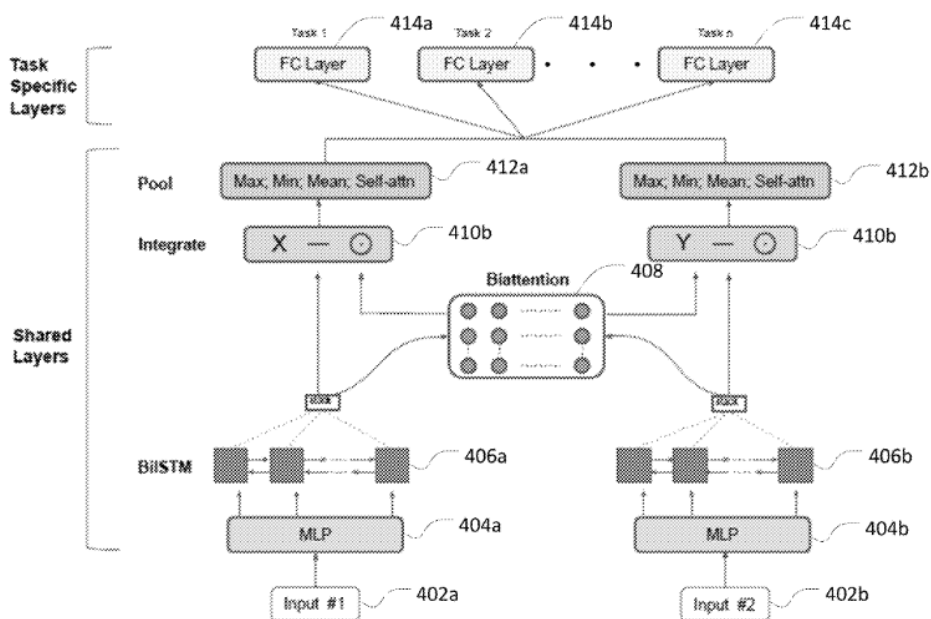 414a 414b 414c
Task 1 Task 2 Task n
Task Specific Layers
FC Layer FC Layer . . . FC Layer
412a 412b
Pool Max; Min; Mean; Self-attn Max; Min; Mean; Self-attn
410b 410b
Integrate X — ⊙ Y — ⊙
Biattention 408
Shared Layers
BiLSTM 406a 406b
MLP 404a MLP 404b
Input #1 402a Input #2 402b